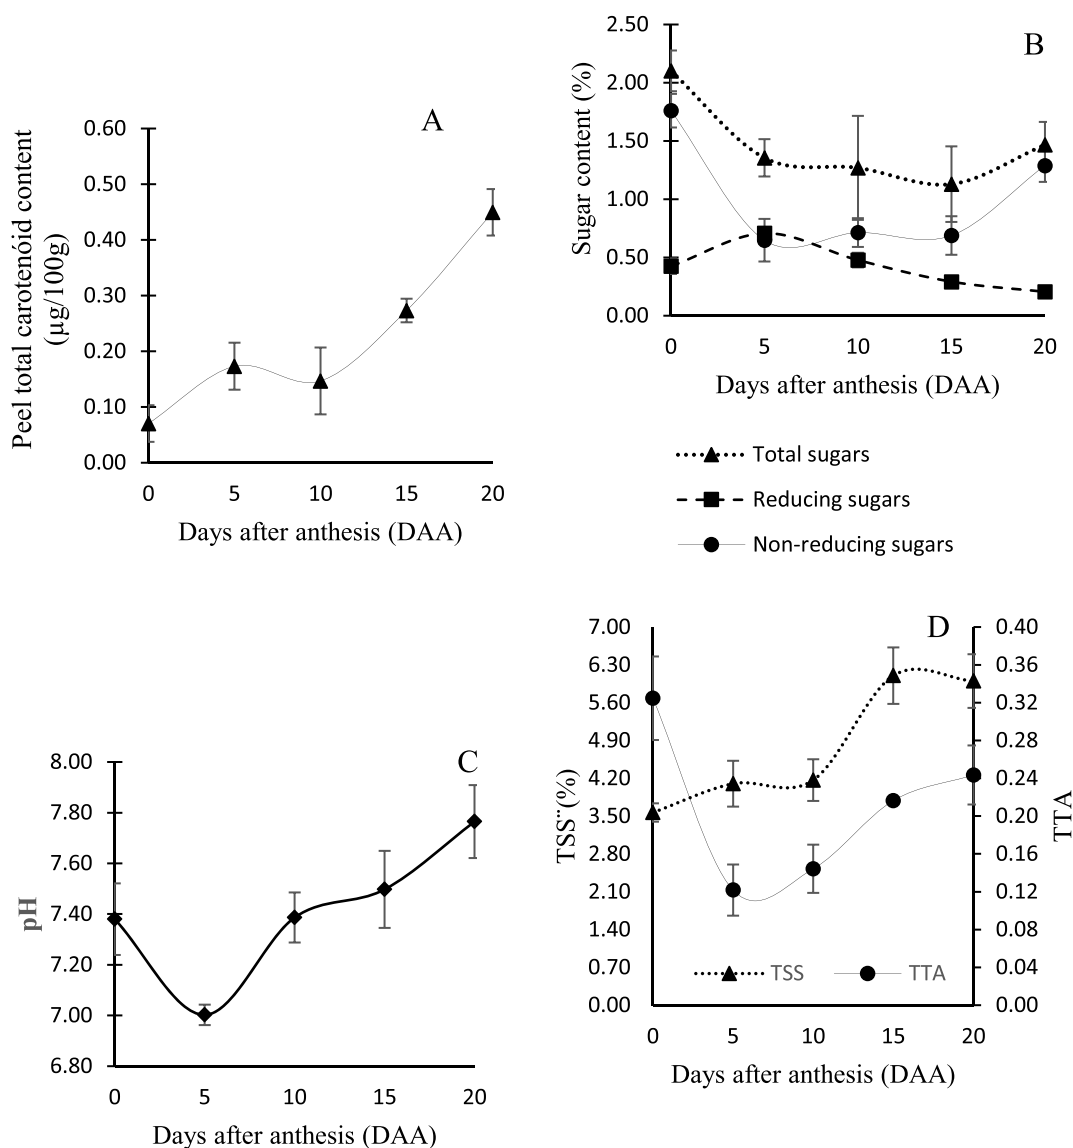 A
Peel total carotenóid content
(µg/100g)
0.60
0.50
0.40
0.30
0.20
0.10
0.00
0 5 10 15 20
Days after anthesis (DAA)
B
Sugar content (%)
2.50
2.00
1.50
1.00
0.50
0.00
0 5 10 15 20
Days after anthesis (DAA)
Total sugars
Reducing sugars
Non-reducing sugars
C
pH
8.00
7.80
7.60
7.40
7.20
7.00
6.80
0 5 10 15 20
Days after anthesis (DAA)
D
TSS¨(%)
7.00
6.30
5.60
4.90
4.20
3.50
2.80
2.10
1.40
0.70
0.00
0.40
0.36
0.32
0.28
0.24
0.20
0.16
0.12
0.08
0.04
0.00
TTA
TSS TTA
0 5 10 15 20
Days after anthesis (DAA)